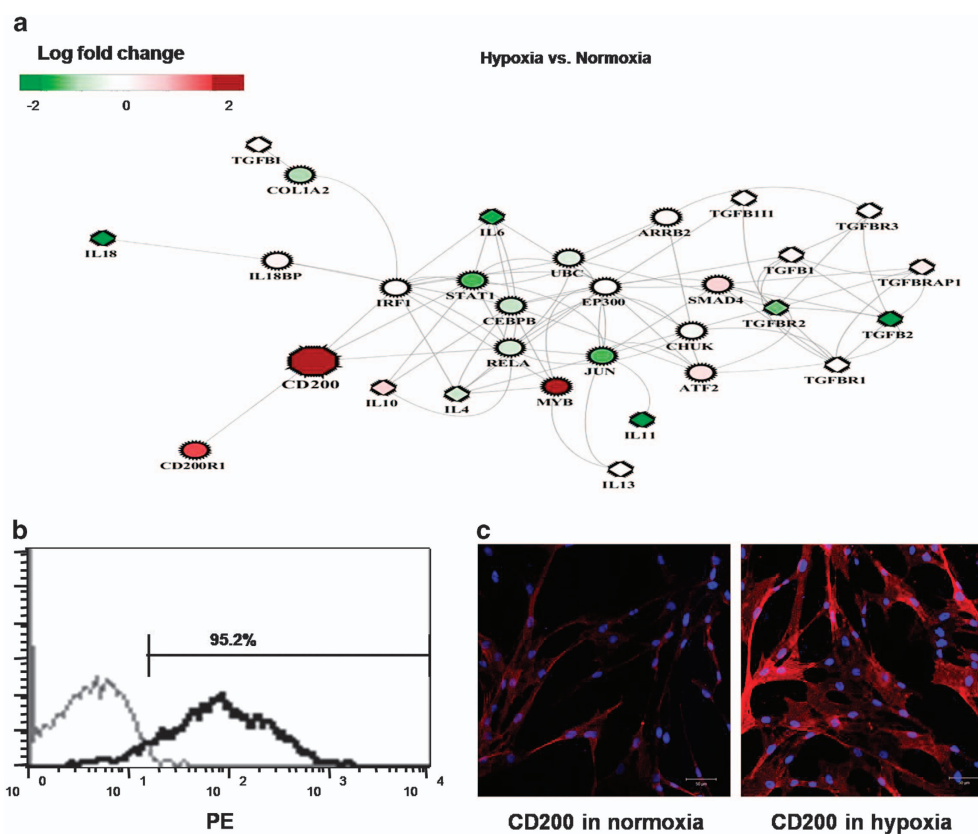 a
Log fold change
Hypoxia vs. Normoxia
-2 0 2
TGFBI
COL1A2
IL18
IL18BP
IRF1
IL6
STAT1
UBC
CEBPB
EP300
ARRB2
TGFB1I1
TGFBR3
TGFB1
TGFBRAP1
SMAD4
TGFBR2
TGFB2
CHUK
RELA
JUN
TGFBR1
CD200
IL10
IL4
MYB
ATF2
IL11
CD200R1
IL13
b
95.2%
10 0 10 1 10 2 10 3 10 4
PE
c
CD200 in normoxia
CD200 in hypoxia